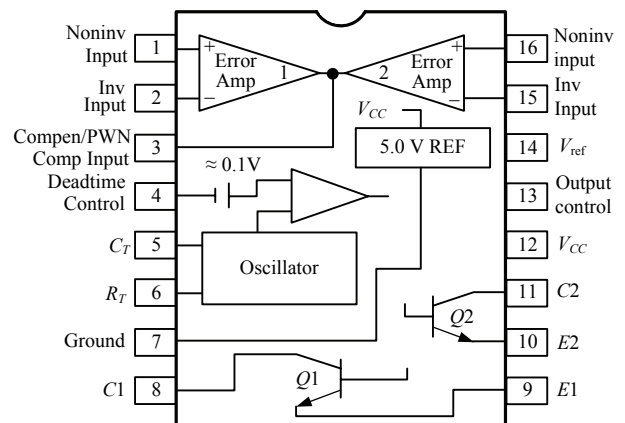 Noninv
Input
1
+
Error
Amp
1
2
Error
Amp
+
16
Noninv
input
Inv
Input
2
−
−
15
Inv
Input
Compen/PWN
Comp Input
3
VCC
5.0 V REF
14
Vref
≈ 0.1V
Deadtime
Control
4
13
Output
control
CT
5
Oscillator
12
VCC
RT
6
11
C2
Q2
Ground
7
10
E2
C1
8
Q1
9
E1